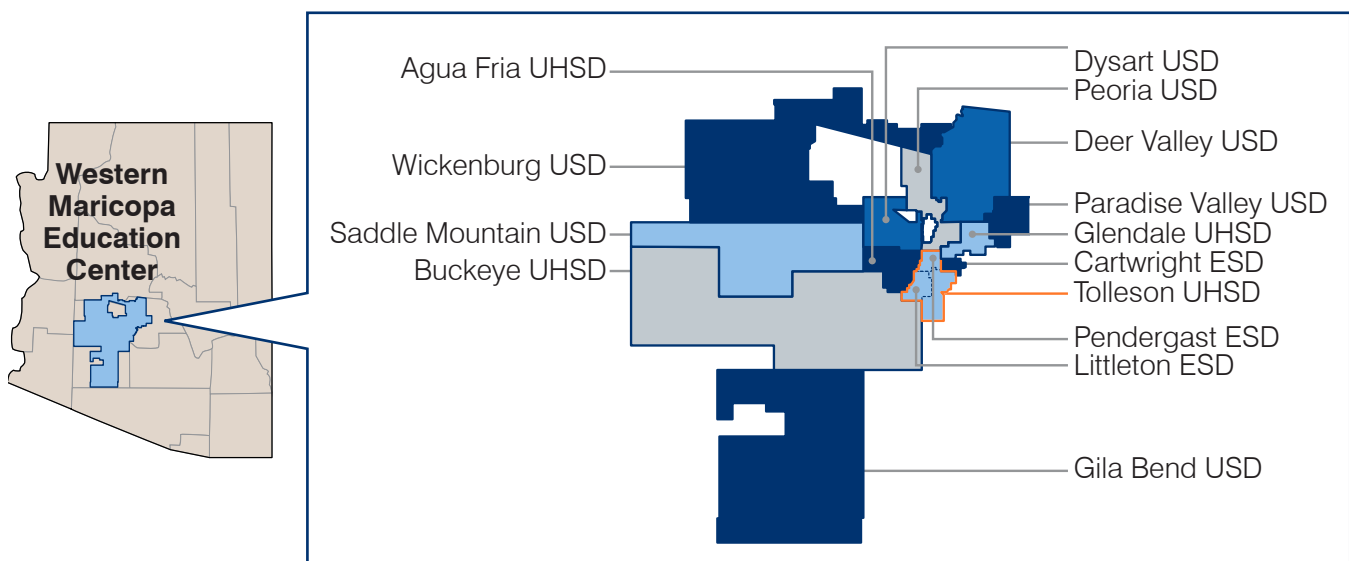 Western
Maricopa
Education
Center
Agua Fria UHSD
Wickenburg USD
Saddle Mountain USD
Buckeye UHSD
Dysart USD
Peoria USD
Deer Valley USD
Paradise Valley USD
Glendale UHSD
Cartwright ESD
Tolleson UHSD
Pendergast ESD
Littleton ESD
Gila Bend USD